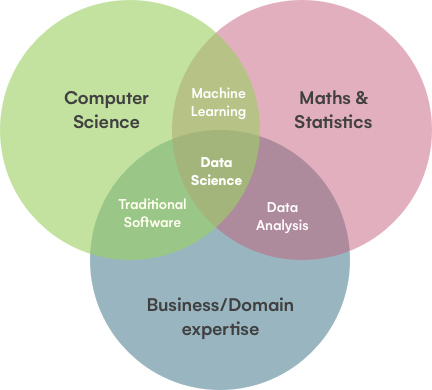 Computer
Science
Machine
Learning
Maths &
Statistics
Data
Science
Traditional
Software
Data
Analysis
Business/Domain
expertise